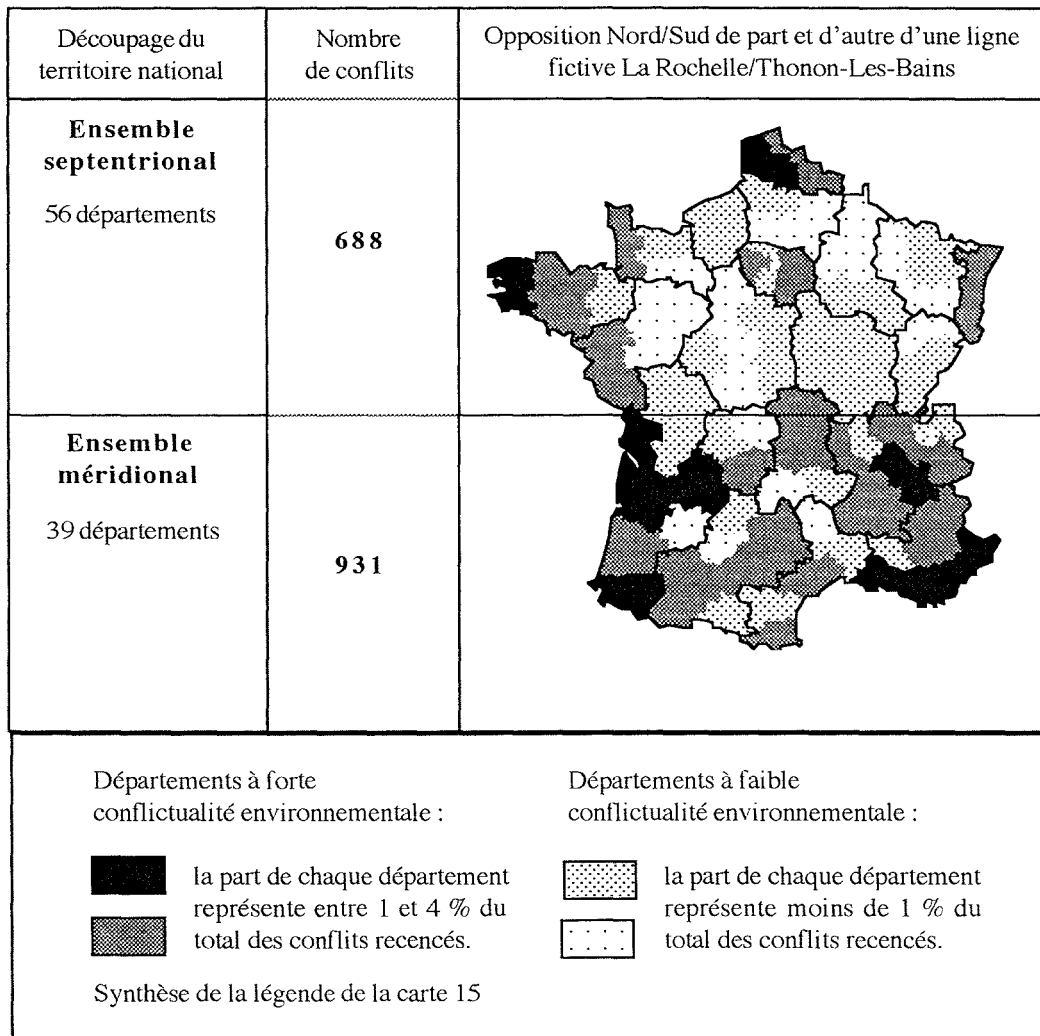 Découpage du
territoire national
Nombre
de conflits
Opposition Nord/Sud de part et d'autre d'une ligne
fictive La Rochelle/Thonon-Les-Bains
Ensemble
septentrional
56 départements
688
Ensemble
méridional
39 départements
931
Départements à forte
conflictualité environnementale :
la part de chaque département
représente entre 1 et 4 % du
total des conflits recencés.
Départements à faible
conflictualité environnementale :
la part de chaque département
représente moins de 1 % du
total des conflits recencés.
Synthèse de la légende de la carte 15